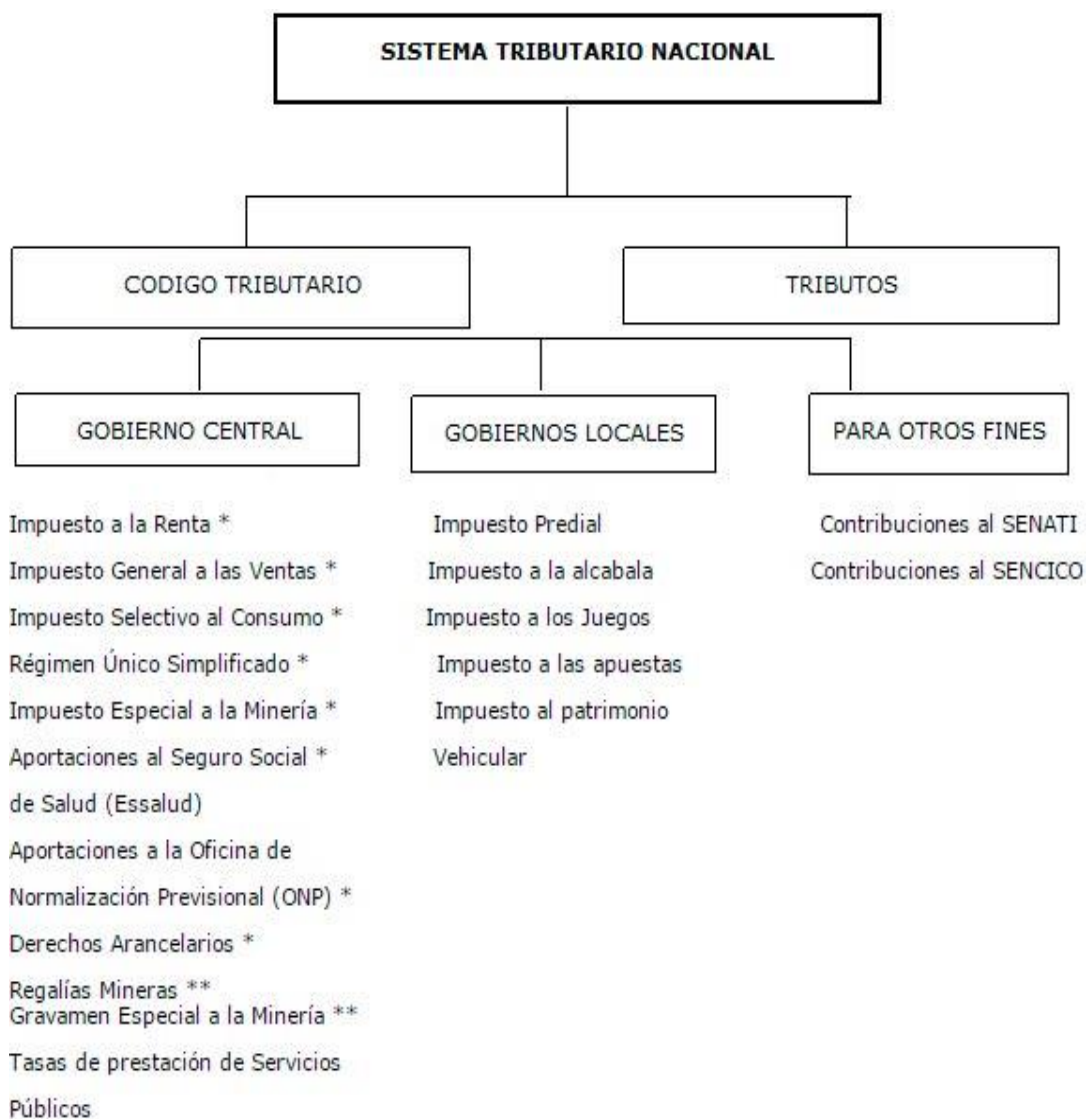 SISTEMA TRIBUTARIO NACIONAL
CODIGO TRIBUTARIO
TRIBUTOS
GOBIERNO CENTRAL
GOBIERNOS LOCALES
PARA OTROS FINES
Impuesto a la Renta *
Impuesto General a las Ventas *
Impuesto Selectivo al Consumo *
Régimen Único Simplificado *
Impuesto Especial a la Minería *
Aportaciones al Seguro Social *
de Salud (Essalud)
Aportaciones a la Oficina de
Normalización Previsional (ONP) *
Derechos Arancelarios *
Regalías Mineras **
Gravamen Especial a la Minería **
Tasas de prestación de Servicios
Públicos
Impuesto Predial
Impuesto a la alcabala
Impuesto a los Juegos
Impuesto a las apuestas
Impuesto al patrimonio
Vehicular
Contribuciones al SENATI
Contribuciones al SENCICO